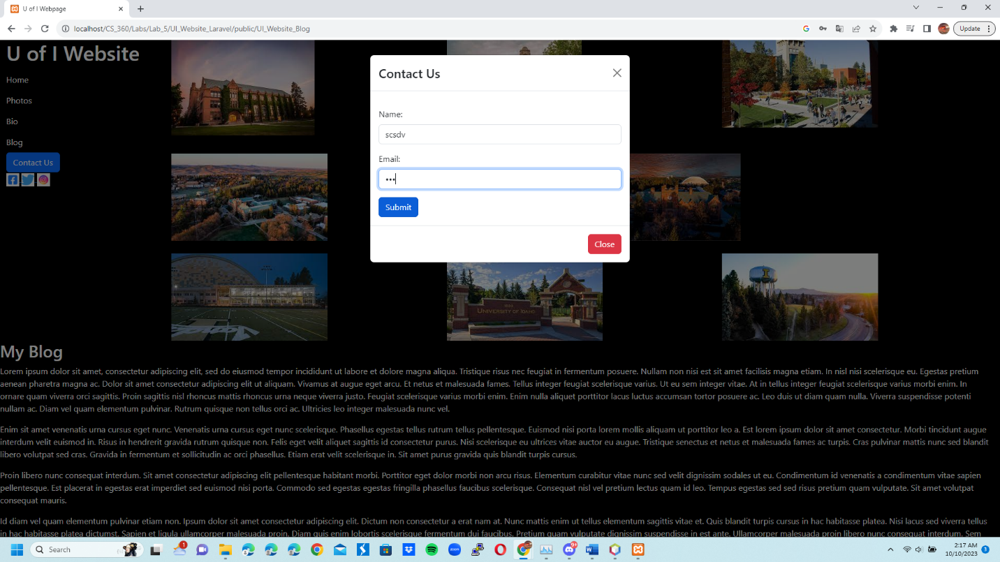 U of I Webpage
localhost/CS_360/Labs/Lab_5/UI_Website_Laravel/public/UI_Website_Blog
Update
U of I Website
Home
Photos
Bio
Blog
Contact Us
Contact Us
Name:
scsdv
Email:
•••
Submit
Close
I
UNIVERSITY OF IDAHO
My Blog
Lorem ipsum dolor sit amet, consectetur adipiscing elit, sed do eiusmod tempor incididunt ut labore et dolore magna aliqua. Tristique risus nec feugiat in fermentum posuere. Nullam non nisi est sit amet facilisis magna etiam. In nisl nisi scelerisque eu. Egestas pretium
aenean pharetra magna ac. Dolor sit amet consectetur adipiscing elit ut aliquam. Vivamus at augue eget arcu. Et netus et malesuada fames. Tellus integer feugiat scelerisque varius. Ut eu sem integer vitae. At in tellus integer feugiat scelerisque varius morbi enim. In
ornare quam viverra orci sagittis. Proin sagittis nisl rhoncus mattis rhoncus urna neque viverra justo. Feugiat scelerisque varius morbi enim. Enim nulla aliquet porttitor lacus luctus accumsan tortor posuere ac. Leo duis ut diam quam nulla. Viverra suspendisse potenti
nullam ac. Diam vel quam elementum pulvinar. Rutrum quisque non tellus orci ac. Ultricies leo integer malesuada nunc vel.
Enim sit amet venenatis urna cursus eget nunc. Venenatis urna cursus eget nunc scelerisque. Phasellus egestas tellus rutrum tellus pellentesque. Euismod nisi porta lorem mollis aliquam ut porttitor leo a. Est lorem ipsum dolor sit amet consectetur. Morbi tincidunt augue
interdum velit euismod in. Risus in hendrerit gravida rutrum quisque non. Felis eget velit aliquet sagittis id consectetur purus. Nisi scelerisque eu ultrices vitae auctor eu augue. Tristique senectus et netus et malesuada fames ac turpis. Cras pulvinar mattis nunc sed blandit
libero volutpat sed cras. Gravida in fermentum et sollicitudin ac orci phasellus. Etiam erat velit scelerisque in. Sit amet purus gravida quis blandit turpis cursus.
Proin libero nunc consequat interdum. Sit amet consectetur adipiscing elit pellentesque habitant morbi. Porttitor eget dolor morbi non arcu risus. Elementum curabitur vitae nunc sed velit dignissim sodales ut eu. Condimentum id venenatis a condimentum vitae sapien
pellentesque. Est placerat in egestas erat imperdiet sed euismod nisi porta. Commodo sed egestas egestas fringilla phasellus faucibus scelerisque. Consequat nisl vel pretium lectus quam id leo. Tempus egestas sed sed risus pretium quam vulputate. Sit amet volutpat
consequat mauris.
Id diam vel quam elementum pulvinar etiam non. Ipsum dolor sit amet consectetur adipiscing elit. Dictum non consectetur a erat nam at. Nunc mattis enim ut tellus elementum sagittis vitae et. Quis blandit turpis cursus in hac habitasse platea. Nisi lacus sed viverra tellus
in hac habitasse platea dictumst. Sapien et ligula ullamcorper malesuada proin. Diam quis enim lobortis scelerisque fermentum dui faucibus. Pretium quam vulputate dignissim suspendisse in est ante. Ullamcorper malesuada proin libero nunc consequat interdum. Sem
Search
1
zoom
9+
2:17 AM
10/10/2023
3